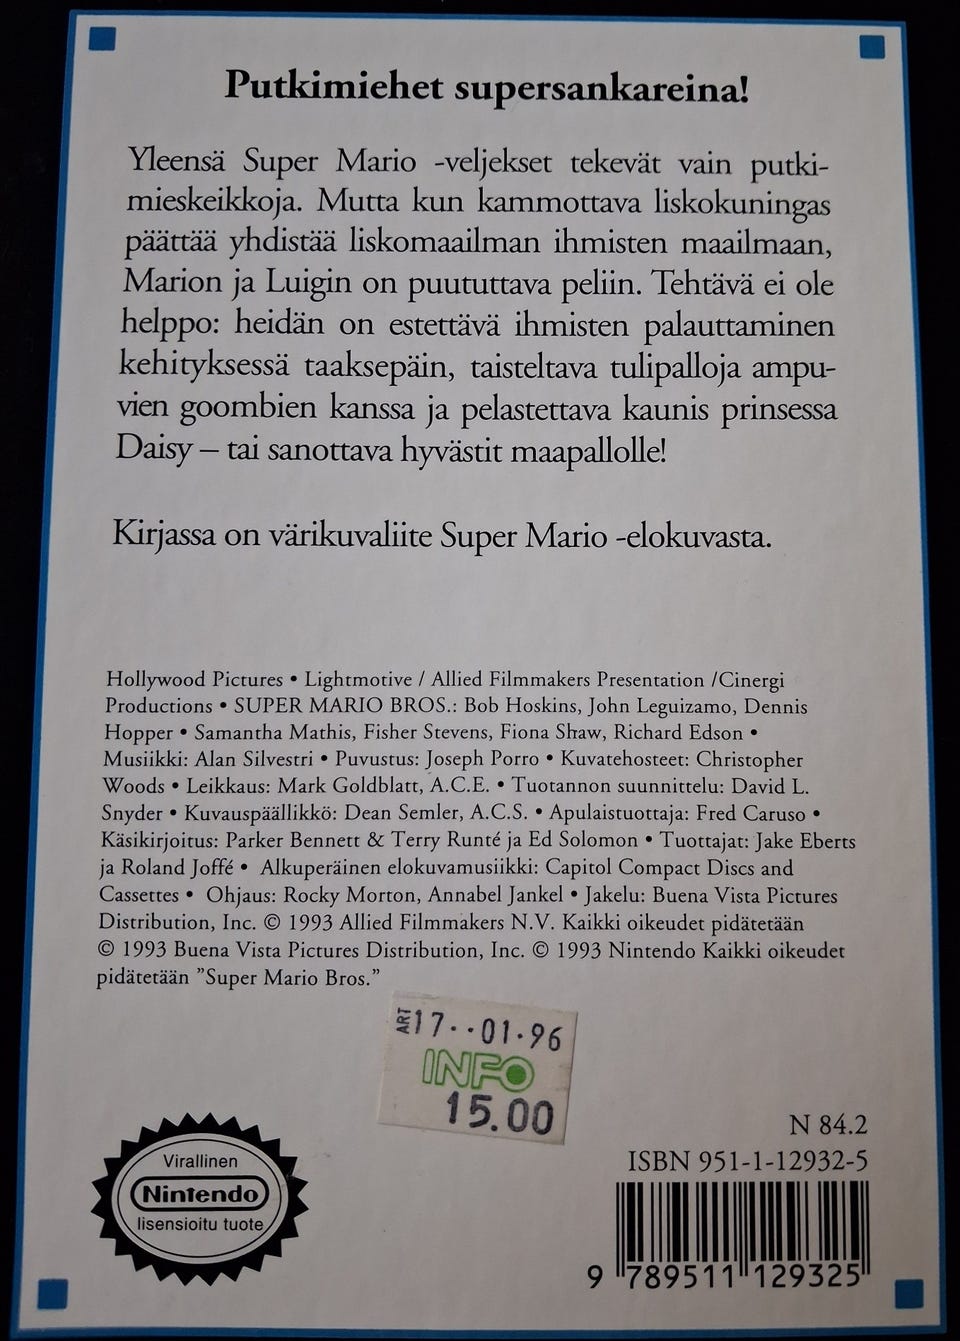 Putkimiehet supersankareina!
Yleensä Super Mario -veljekset tekevät vain putki-
mieskeikkoja. Mutta kun kammottava liskokuningas
päättää yhdistää liskomaailman ihmisten maailmaan,
Marion ja Luigin on puututtava peliin. Tehtävä ei ole
helppo: heidän on estettävä ihmisten palauttaminen
kehityksessä taaksepäin, taisteltava tulipalloja ampu-
vien goombien kanssa ja pelastettava kaunis prinsessa
Daisy – tai sanottava hyvästit maapallolle!
Kirjassa on värikuvaliite Super Mario -elokuvasta.
Hollywood Pictures • Lightmotive / Allied Filmmakers Presentation /Cinergi
Productions • SUPER MARIO BROS.: Bob Hoskins, John Leguizamo, Dennis
Hopper • Samantha Mathis, Fisher Stevens, Fiona Shaw, Richard Edson •
Musiikki: Alan Silvestri • Puvustus: Joseph Porro • Kuvatehosteet: Christopher
Woods • Leikkaus: Mark Goldblatt, A.C.E. • Tuotannon suunnittelu: David L.
Snyder • Kuvauspäällikkö: Dean Semler, A.C.S. • Apulaistuottaja: Fred Caruso •
Käsikirjoitus: Parker Bennett & Terry Runté ja Ed Solomon • Tuottajat: Jake Eberts
ja Roland Joffé • Alkuperäinen elokuvamusiikki: Capitol Compact Discs and
Cassettes • Ohjaus: Rocky Morton, Annabel Jankel • Jakelu: Buena Vista Pictures
Distribution, Inc. © 1993 Allied Filmmakers N.V. Kaikki oikeudet pidätetään
© 1993 Buena Vista Pictures Distribution, Inc. © 1993 Nintendo Kaikki oikeudet
pidätetään ”Super Mario Bros.”
ART 17··01·96
INFO
15.00
N 84.2
ISBN 951-1-12932-5
9 789511 129325
Virallinen
Nintendo
lisensioitu tuote